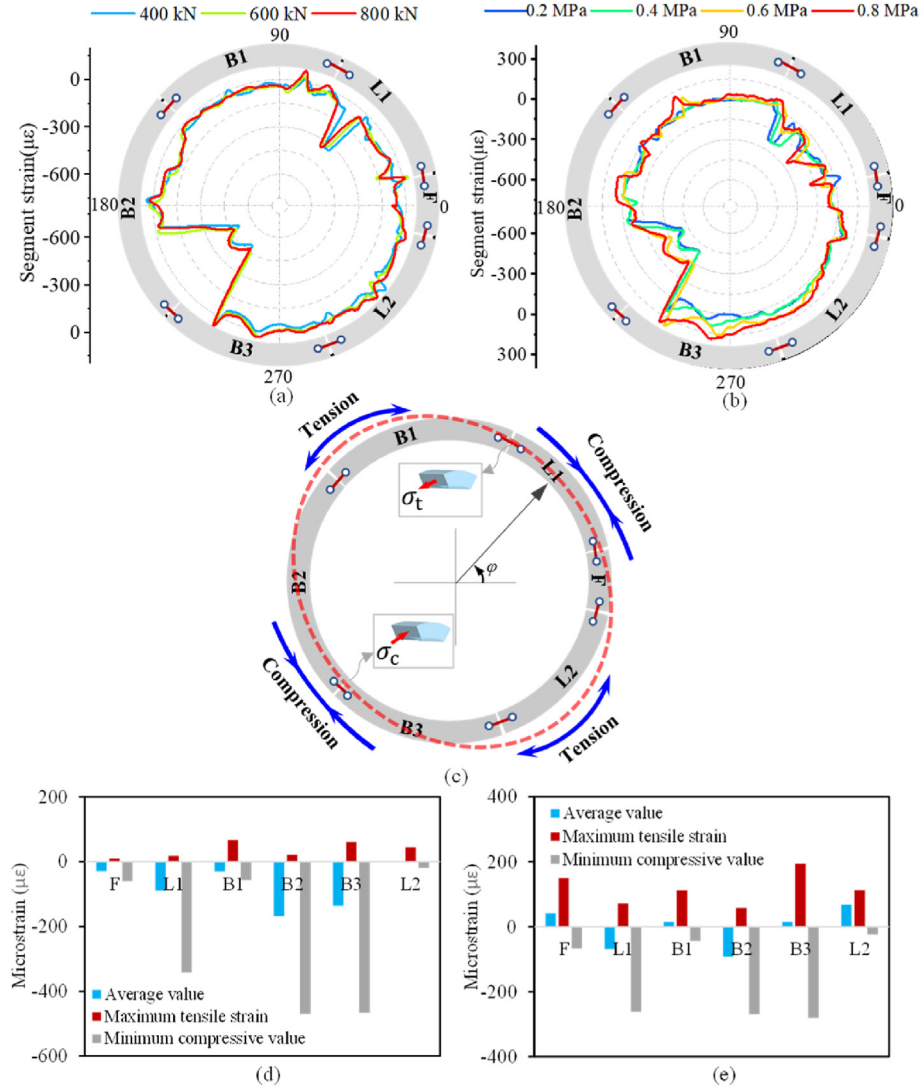 400 kN 600 kN 800 kN
0.2 MPa 0.4 MPa 0.6 MPa 0.8 MPa
90
B1
L1
F
L2
B3
B2
180
0
270
Segment strain(με)
0
-300
-600
-600
-300
0
(a)
90
B1
L1
F
L2
B3
B2
180
0
270
Segment strain(με)
300
0
-300
-600
-600
-300
0
300
(b)
Tension
B1
L1
Compression
σt
φ
F
B2
σc
L2
Compression
B3
Tension
(c)
200
0
-200
-400
-600
Microstrain (με)
F L1 B1 B2 B3 L2
Average value
Maximum tensile strain
Minimum compressive value
(d)
400
200
0
-200
-400
Microstrain (με)
Average value
Maximum tensile strain
Minimum compressive value
F L1 B1 B2 B3 L2
(e)